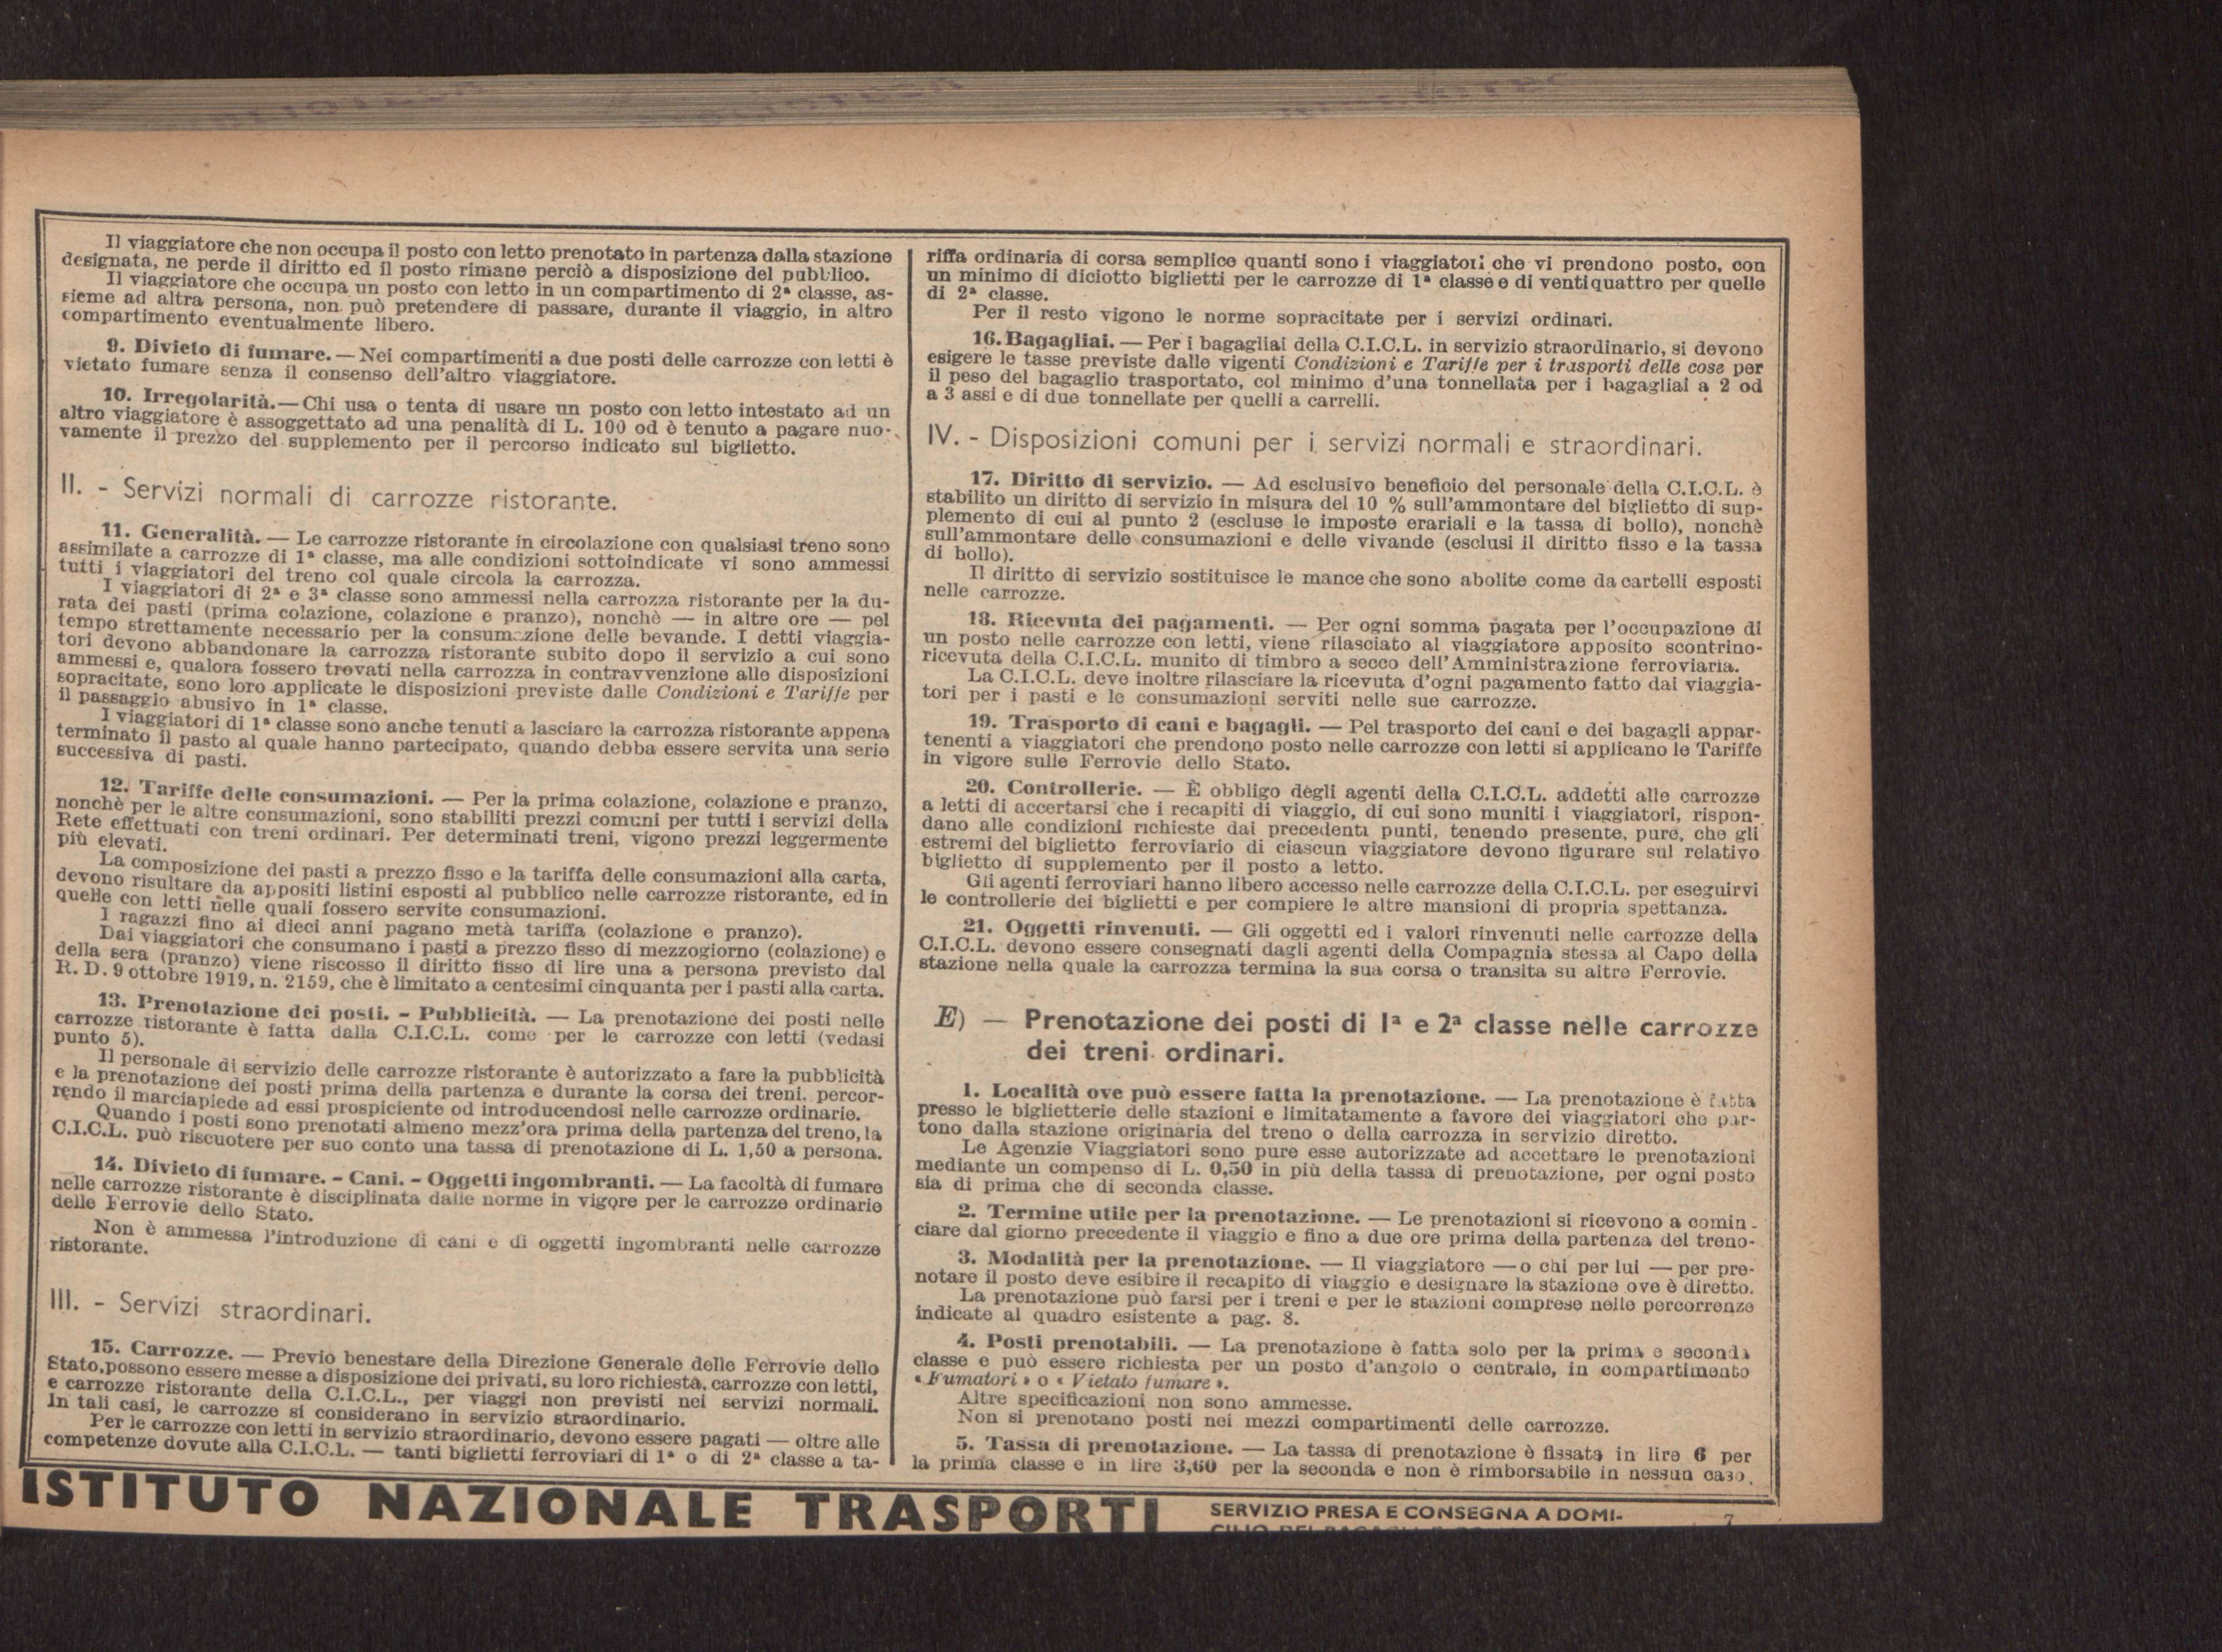 Il viaggiatore che non occupa il posto con letto prenotato in partenza dalla stazione
designata, ne perde il diritto ed il posto rimane perciò a disposizione del pubblico.
Il viaggiatore che occupa un posto con letto in un compartimento di 2ª classe, as-
sieme ad altra persona, non può pretendere di passare, durante il viaggio, in altro
compartimento eventualmente libero.
9. Divieto di fumare. — Nei compartimenti a due posti delle carrozze con letti è
vietato fumare senza il consenso dell'altro viaggiatore.
10. Irregolarità. — Chi usa o tenta di usare un posto con letto intestato ad un
altro viaggiatore è assoggettato ad una penalità di L. 100 od è tenuto a pagare nuo-
vamente il prezzo del supplemento per il percorso indicato sul biglietto.
II. - Servizi normali di carrozze ristorante.
11. Generalità. — Le carrozze ristorante in circolazione con qualsiasi treno sono
assimilate a carrozze di 1ª classe, ma alle condizioni sottoindicate vi sono ammessi
tutti i viaggiatori del treno col quale circola la carrozza.
I viaggiatori di 2ª e 3ª classe sono ammessi nella carrozza ristorante per la du-
rata dei pasti (prima colazione, colazione e pranzo), nonchè — in altre ore — pel
tempo strettamente necessario per la consumazione delle bevande. I detti viaggia-
tori devono abbandonare la carrozza ristorante subito dopo il servizio a cui sono
ammessi e, qualora fossero trovati nella carrozza in contravvenzione alle disposizioni
sopracitate, sono loro applicate le disposizioni previste dalle Condizioni e Tariffe per
il passaggio abusivo in 1ª classe.
I viaggiatori di 1ª classe sono anche tenuti a lasciare la carrozza ristorante appena
terminato il pasto al quale hanno partecipato, quando debba essere servita una serie
successiva di pasti.
12. Tariffe delle consumazioni. — Per la prima colazione, colazione e pranzo,
nonchè per le altre consumazioni, sono stabiliti prezzi comuni per tutti i servizi della
Rete effettuati con treni ordinari. Per determinati treni, vigono prezzi leggermente
più elevati.
La composizione dei pasti a prezzo fisso e la tariffa delle consumazioni alla carta,
devono risultare da appositi listini esposti al pubblico nelle carrozze ristorante, ed in
quelle con letti nelle quali fossero servite consumazioni.
I ragazzi fino ai dieci anni pagano metà tariffa (colazione e pranzo).
Dai viaggiatori che consumano i pasti a prezzo fisso di mezzogiorno (colazione) e
della sera (pranzo) viene riscosso il diritto fisso di lire una a persona previsto dal
R. D. 9 ottobre 1919, n. 2159, che è limitato a centesimi cinquanta per i pasti alla carta.
13. Prenotazione dei posti. - Pubblicità. — La prenotazione dei posti nelle
carrozze ristorante è fatta dalla C.I.C.L. come per le carrozze con letti (vedasi
punto 5).
Il personale di servizio delle carrozze ristorante è autorizzato a fare la pubblicità
e la prenotazione dei posti prima della partenza e durante la corsa dei treni, percor-
rendo il marciapiede ad essi prospiciente od introducendosi nelle carrozze ordinarie.
Quando i posti sono prenotati almeno mezz'ora prima della partenza del treno, la
C.I.C.L. può riscuotere per suo conto una tassa di prenotazione di L. 1,50 a persona.
14. Divieto di fumare. - Cani. - Oggetti ingombranti. — La facoltà di fumare
nelle carrozze ristorante è disciplinata dalle norme in vigore per le carrozze ordinarie
delle Ferrovie dello Stato.
Non è ammessa l'introduzione di cani e di oggetti ingombranti nelle carrozze
ristorante.
III. - Servizi straordinari.
15. Carrozze. — Previo benestare della Direzione Generale delle Ferrovie dello
Stato, possono essere messe a disposizione dei privati, su loro richiesta, carrozze con letti,
e carrozze ristorante della C.I.C.L., per viaggi non previsti nei servizi normali.
In tali casi, le carrozze si considerano in servizio straordinario.
Per le carrozze con letti in servizio straordinario, devono essere pagati — oltre alle
competenze dovute alla C.I.C.L. — tanti biglietti ferroviari di 1ª o di 2ª classe a ta-
riffa ordinaria di corsa semplice quanti sono i viaggiatori che vi prendono posto, con
un minimo di diciotto biglietti per le carrozze di 1ª classe e di ventiquattro per quelle
di 2ª classe.
Per il resto vigono le norme sopracitate per i servizi ordinari.
16. Bagagliai. — Per i bagagliai della C.I.C.L. in servizio straordinario, si devono
esigere le tasse previste dalle vigenti Condizioni e Tariffe per i trasporti delle cose per
il peso del bagaglio trasportato, col minimo d'una tonnellata per i bagagliai a 2 od
a 3 assi e di due tonnellate per quelli a carrelli.
IV. - Disposizioni comuni per i servizi normali e straordinari.
17. Diritto di servizio. — Ad esclusivo beneficio del personale della C.I.C.L. è
stabilito un diritto di servizio in misura del 10 % sull'ammontare del biglietto di sup-
plemento di cui al punto 2 (escluse le imposte erariali e la tassa di bollo), nonchè
sull'ammontare delle consumazioni e delle vivande (esclusi il diritto fisso e la tassa
di bollo).
Il diritto di servizio sostituisce le mance che sono abolite come da cartelli esposti
nelle carrozze.
18. Ricevuta dei pagamenti. — Per ogni somma pagata per l'occupazione di
un posto nelle carrozze con letti, viene rilasciato al viaggiatore apposito scontrino-
ricevuta della C.I.C.L. munito di timbro a secco dell'Amministrazione ferroviaria.
La C.I.C.L. deve inoltre rilasciare la ricevuta d'ogni pagamento fatto dai viaggia-
tori per i pasti e le consumazioni serviti nelle sue carrozze.
19. Trasporto di cani e bagagli. — Pel trasporto dei cani e dei bagagli appar-
tenenti a viaggiatori che prendono posto nelle carrozze con letti si applicano le Tariffe
in vigore sulle Ferrovie dello Stato.
20. Controllerie. — È obbligo degli agenti della C.I.C.L. addetti alle carrozze
a letti di accertarsi che i recapiti di viaggio, di cui sono muniti i viaggiatori, rispon-
dano alle condizioni richieste dai precedenti punti, tenendo presente, pure, che gli
estremi del biglietto ferroviario di ciascun viaggiatore devono figurare sul relativo
biglietto di supplemento per il posto a letto.
Gli agenti ferroviari hanno libero accesso nelle carrozze della C.I.C.L. per eseguirvi
le controllerie dei biglietti e per compiere le altre mansioni di propria spettanza.
21. Oggetti rinvenuti. — Gli oggetti ed i valori rinvenuti nelle carrozze della
C.I.C.L. devono essere consegnati dagli agenti della Compagnia stessa al Capo della
stazione nella quale la carrozza termina la sua corsa o transita su altre Ferrovie.
E) — Prenotazione dei posti di 1ª e 2ª classe nelle carrozze
dei treni ordinari.
1. Località ove può essere fatta la prenotazione. — La prenotazione è fatta
presso le biglietterie delle stazioni e limitatamente a favore dei viaggiatori che par-
tono dalla stazione originaria del treno o della carrozza in servizio diretto.
Le Agenzie Viaggiatori sono pure esse autorizzate ad accettare le prenotazioni
mediante un compenso di L. 0,50 in più della tassa di prenotazione, per ogni posto
sia di prima che di seconda classe.
2. Termine utile per la prenotazione. — Le prenotazioni si ricevono a comin-
ciare dal giorno precedente il viaggio e fino a due ore prima della partenza del treno-
3. Modalità per la prenotazione. — Il viaggiatore — o chi per lui — per pre-
notare il posto deve esibire il recapito di viaggio e designare la stazione ove è diretto.
La prenotazione può farsi per i treni e per le stazioni comprese nelle percorrenze
indicate al quadro esistente a pag. 8.
4. Posti prenotabili. — La prenotazione è fatta solo per la prima e seconda
classe e può essere richiesta per un posto d'angolo o centrale, in compartimento
« Fumatori » o « Vietato fumare ».
Altre specificazioni non sono ammesse.
Non si prenotano posti nei mezzi compartimenti delle carrozze.
5. Tassa di prenotazione. — La tassa di prenotazione è fissata in lire 6 per
la prima classe e in lire 3,60 per la seconda e non è rimborsabile in nessun caso.
ISTITUTO NAZIONALE TRASPORTI
SERVIZIO PRESA E CONSEGNA A DOMI-
7